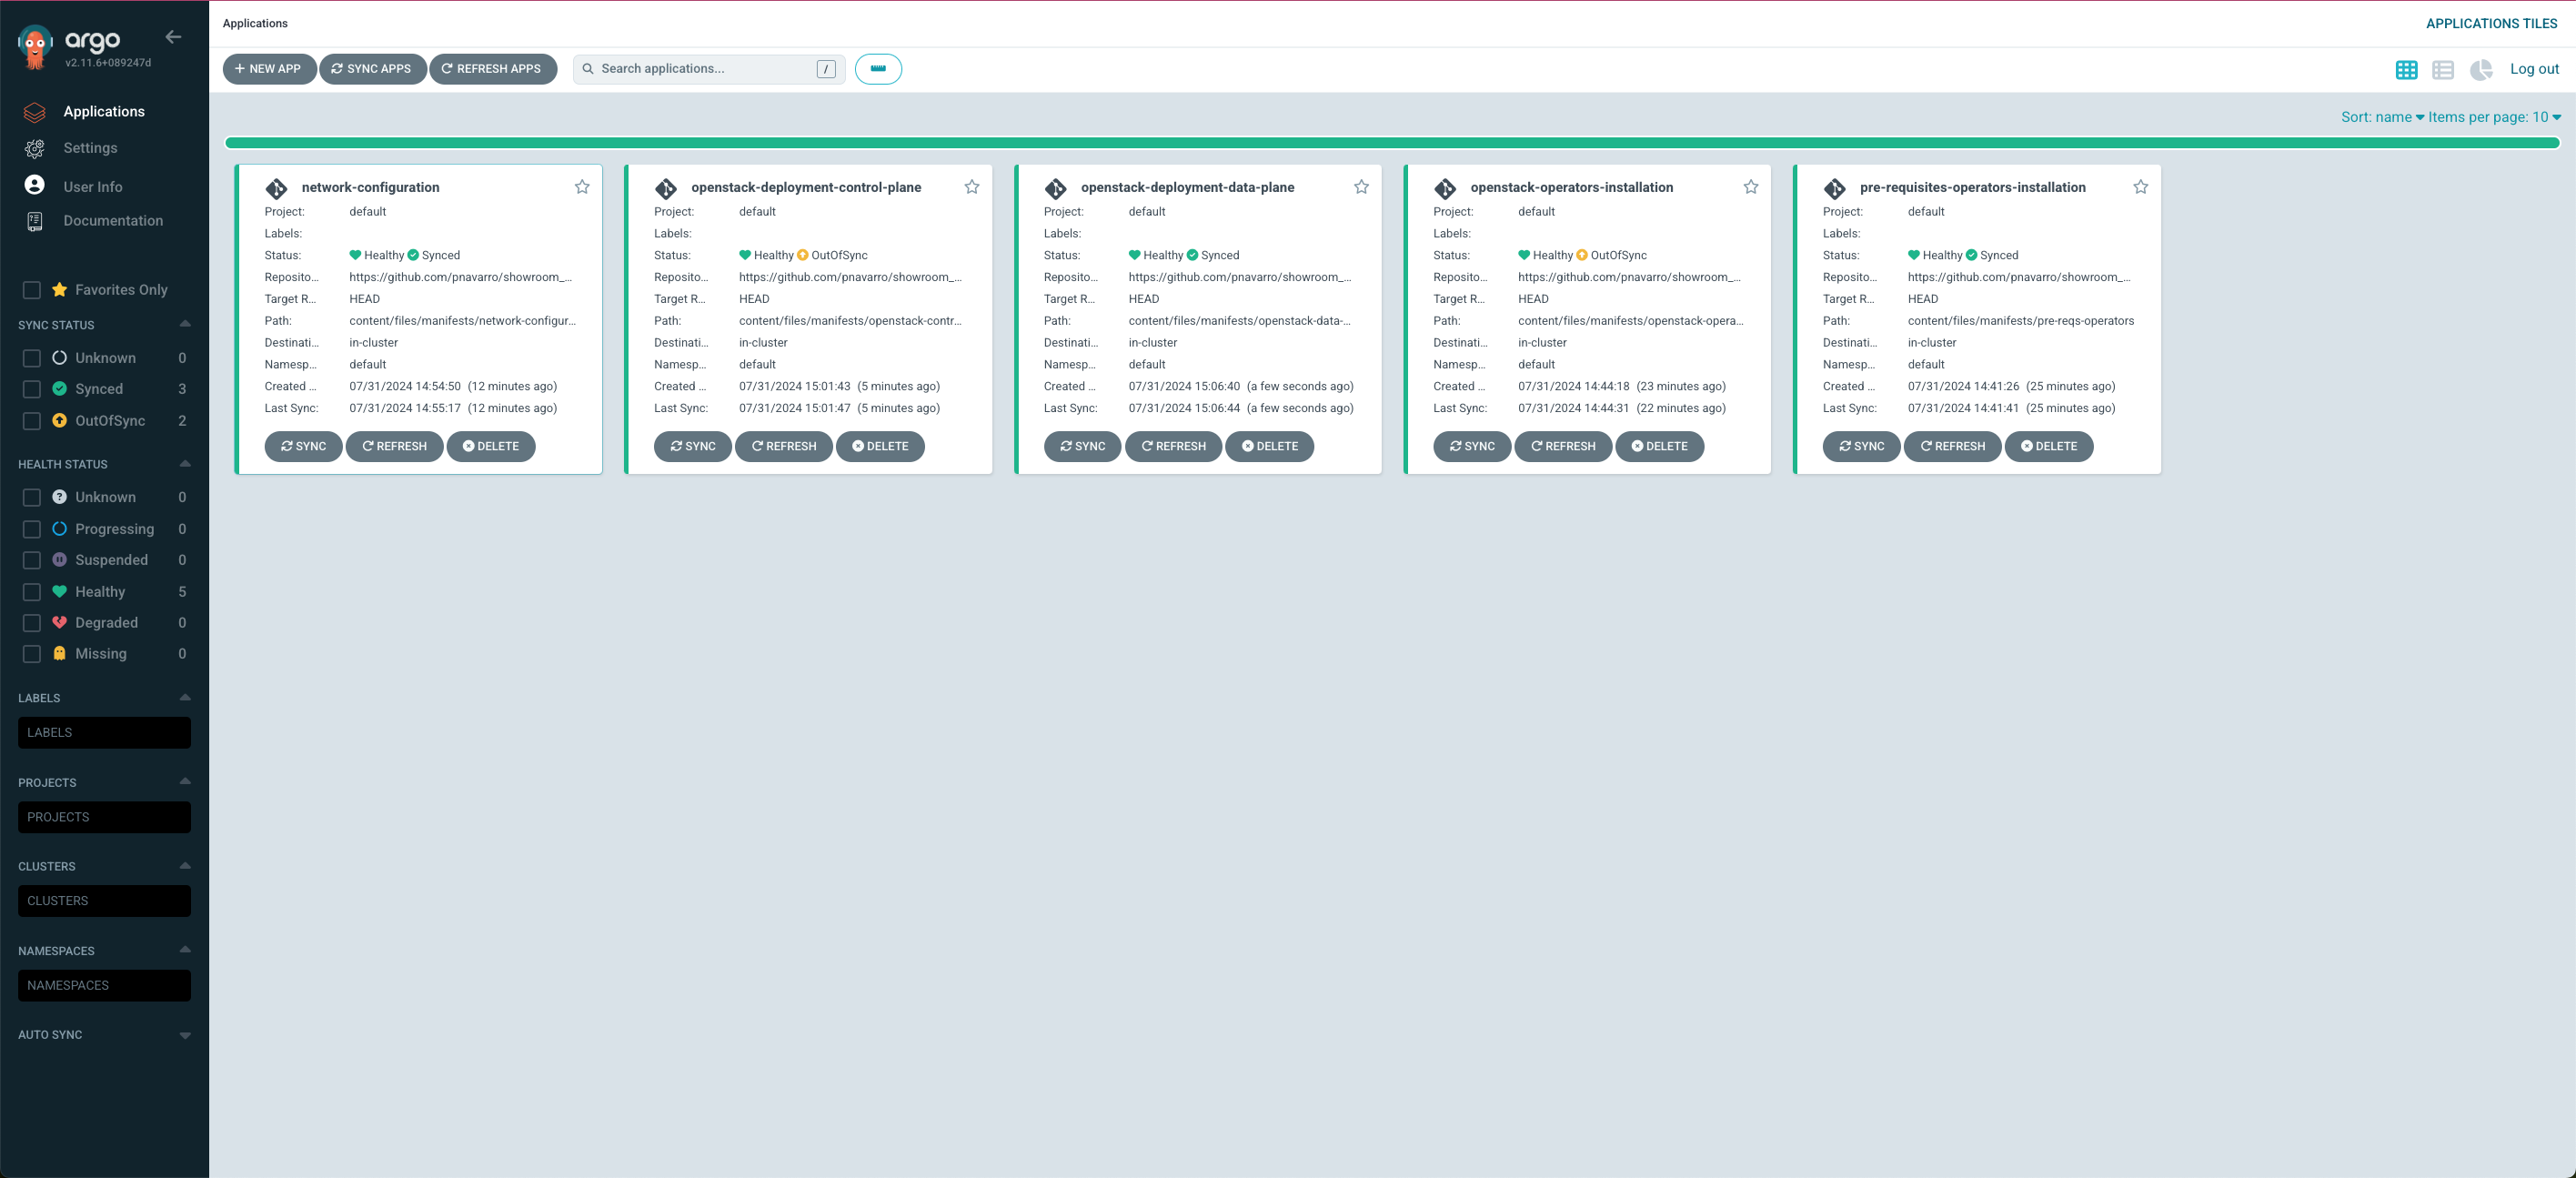 argo
v2.11.6+089247d
Applications
Settings
User Info
Documentation
Favorites Only
SYNC STATUS
Unknown 0
Synced 3
OutOfSync 2
HEALTH STATUS
Unknown 0
Progressing 0
Suspended 0
Healthy 5
Degraded 0
Missing 0
LABELS
LABELS
PROJECTS
PROJECTS
CLUSTERS
CLUSTERS
NAMESPACES
NAMESPACES
AUTO SYNC
Applications
APPLICATIONS TILES
+ NEW APP SYNC APPS REFRESH APPS Search applications... / Log out
Sort: name Items per page: 10
network-configuration
Project: default
Labels:
Status: Healthy Synced
Reposito... https://github.com/pnavarro/showroom_...
Target R... HEAD
Path: content/files/manifests/network-configur...
Destinati... in-cluster
Namesp... default
Created ... 07/31/2024 14:54:50 (12 minutes ago)
Last Sync: 07/31/2024 14:55:17 (12 minutes ago)
SYNC REFRESH DELETE
openstack-deployment-control-plane
Project: default
Labels:
Status: Healthy OutOfSync
Reposito... https://github.com/pnavarro/showroom_...
Target R... HEAD
Path: content/files/manifests/openstack-contr...
Destinati... in-cluster
Namesp... default
Created ... 07/31/2024 15:01:43 (5 minutes ago)
Last Sync: 07/31/2024 15:01:47 (5 minutes ago)
SYNC REFRESH DELETE
openstack-deployment-data-plane
Project: default
Labels:
Status: Healthy Synced
Reposito... https://github.com/pnavarro/showroom_...
Target R... HEAD
Path: content/files/manifests/openstack-data-...
Destinati... in-cluster
Namesp... default
Created ... 07/31/2024 15:06:40 (a few seconds ago)
Last Sync: 07/31/2024 15:06:44 (a few seconds ago)
SYNC REFRESH DELETE
openstack-operators-installation
Project: default
Labels:
Status: Healthy OutOfSync
Reposito... https://github.com/pnavarro/showroom_...
Target R... HEAD
Path: content/files/manifests/openstack-opera...
Destinati... in-cluster
Namesp... default
Created ... 07/31/2024 14:44:18 (23 minutes ago)
Last Sync: 07/31/2024 14:44:31 (22 minutes ago)
SYNC REFRESH DELETE
pre-requisites-operators-installation
Project: default
Labels:
Status: Healthy Synced
Reposito... https://github.com/pnavarro/showroom_...
Target R... HEAD
Path: content/files/manifests/pre-reqs-operators
Destinati... in-cluster
Namesp... default
Created ... 07/31/2024 14:41:26 (25 minutes ago)
Last Sync: 07/31/2024 14:41:41 (25 minutes ago)
SYNC REFRESH DELETE